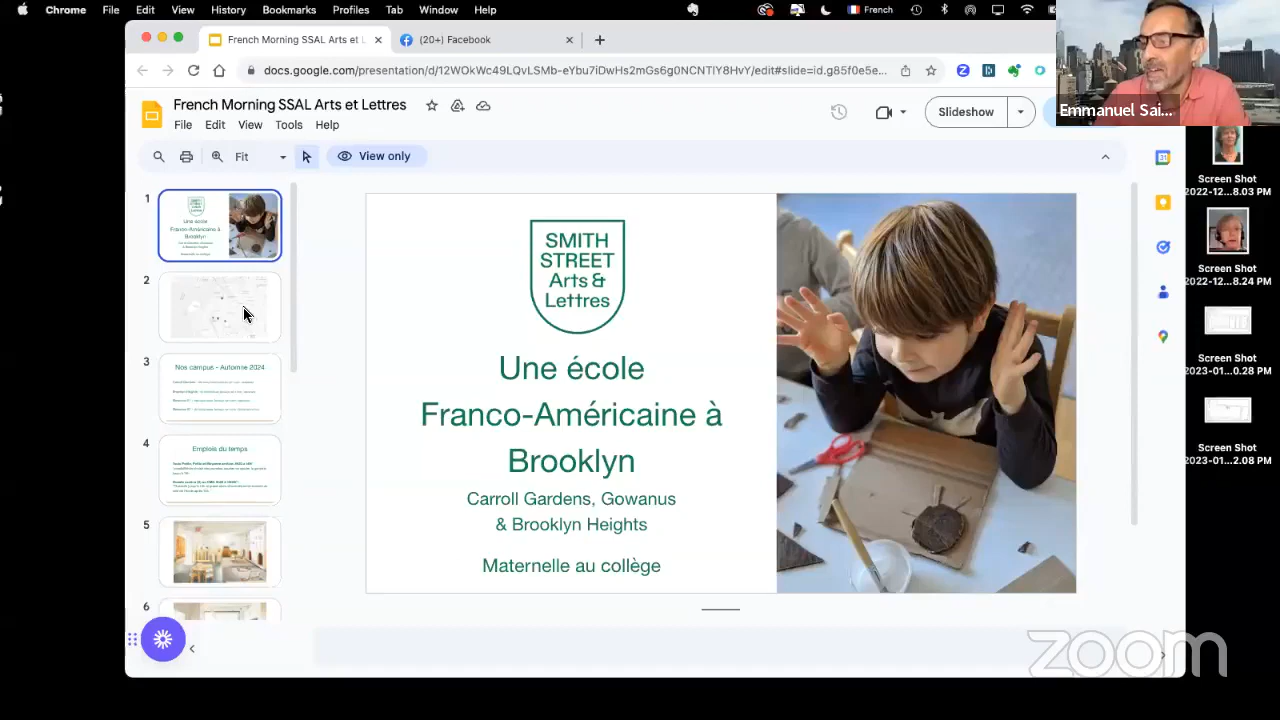 Chrome File Edit View History Bookmarks Profiles Tab Window Help French
French Morning SSAL Arts et L
(20+) Facebook
docs.google.com/presentation/d/12WOkWc49LQvLSMb-eYbu7iDwHs2mGs6g0NCNTlY8HvY/edit#slide=id.g85f0e5e...
Emmanuel Sai...
French Morning SSAL Arts et Lettres
File Edit View Tools Help
Slideshow
Fit
View only
1
SMITH
STREET
Arts &
Lettres
Une école
Franco-Américaine à
Brooklyn
Carroll Gardens, Gowanus
& Brooklyn Heights
Maternelle au collège
2
3
Nos campus - Automne 2024
4
Emplois du temps
5
6
Screen Shot
2022-12...8.03 PM
Screen Shot
2022-12...8.24 PM
Screen Shot
2023-01...0.28 PM
Screen Shot
2023-01...2.08 PM
31
zoom